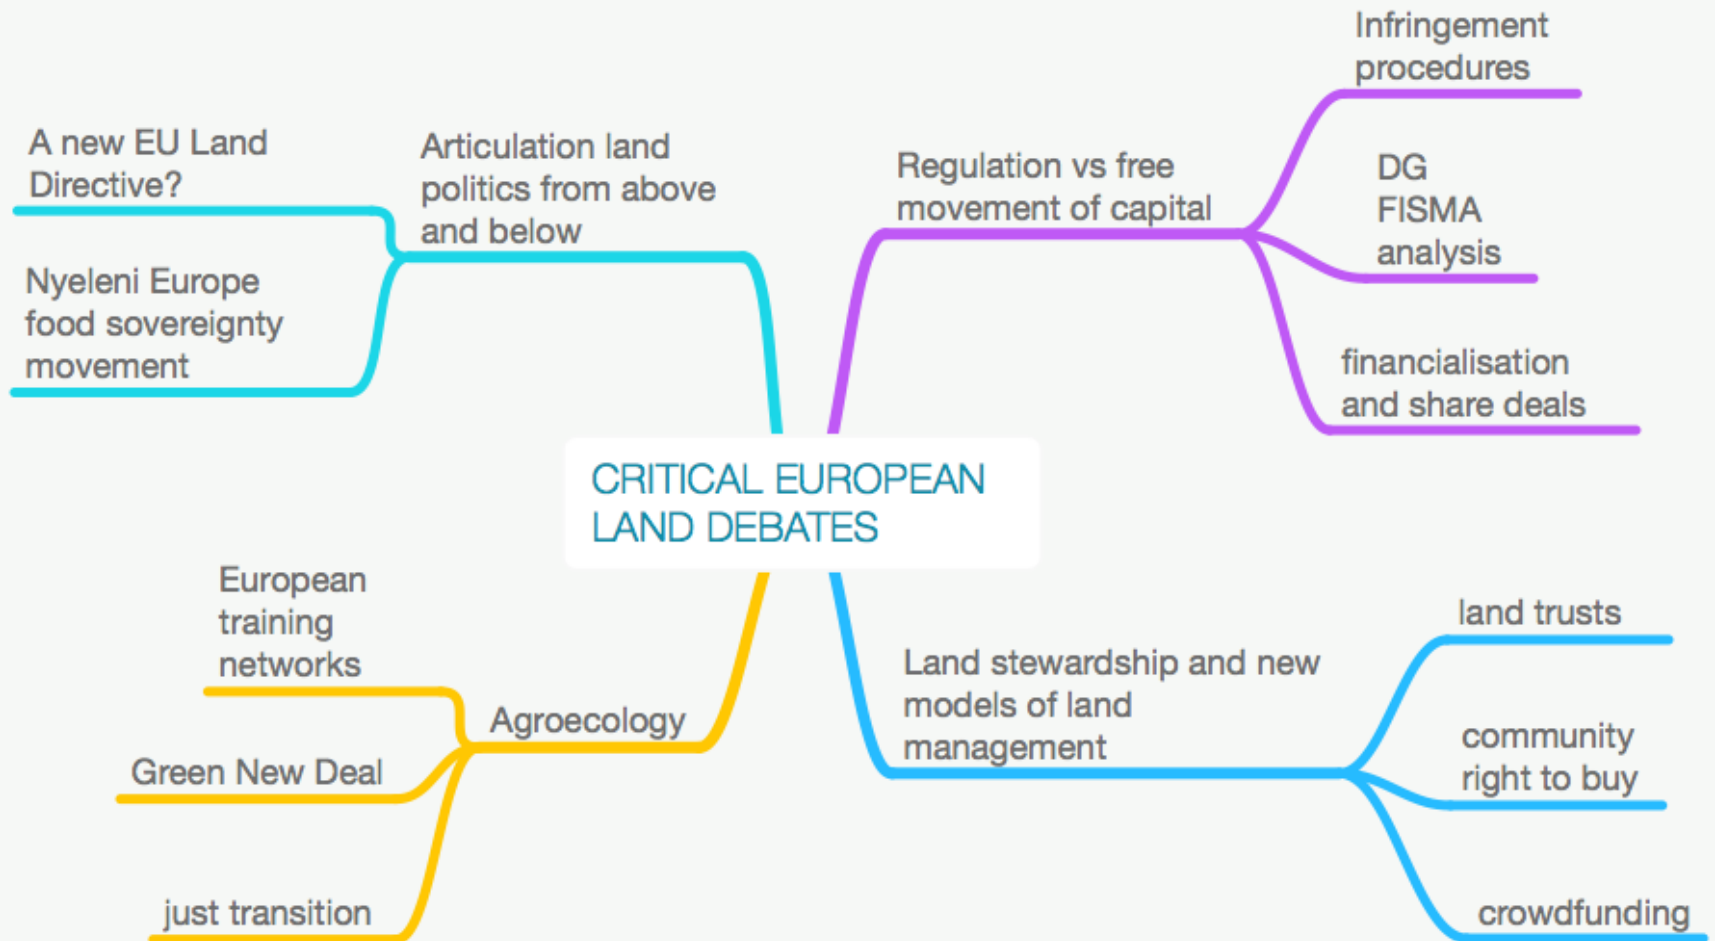 CRITICAL EUROPEAN
LAND DEBATES
Articulation land
politics from above
and below
A new EU Land
Directive?
Nyeleni Europe
food sovereignty
movement
Regulation vs free
movement of capital
Infringement
procedures
DG
FISMA
analysis
financialisation
and share deals
Agroecology
European
training
networks
Green New Deal
just transition
Land stewardship and new
models of land
management
land trusts
community
right to buy
crowdfunding